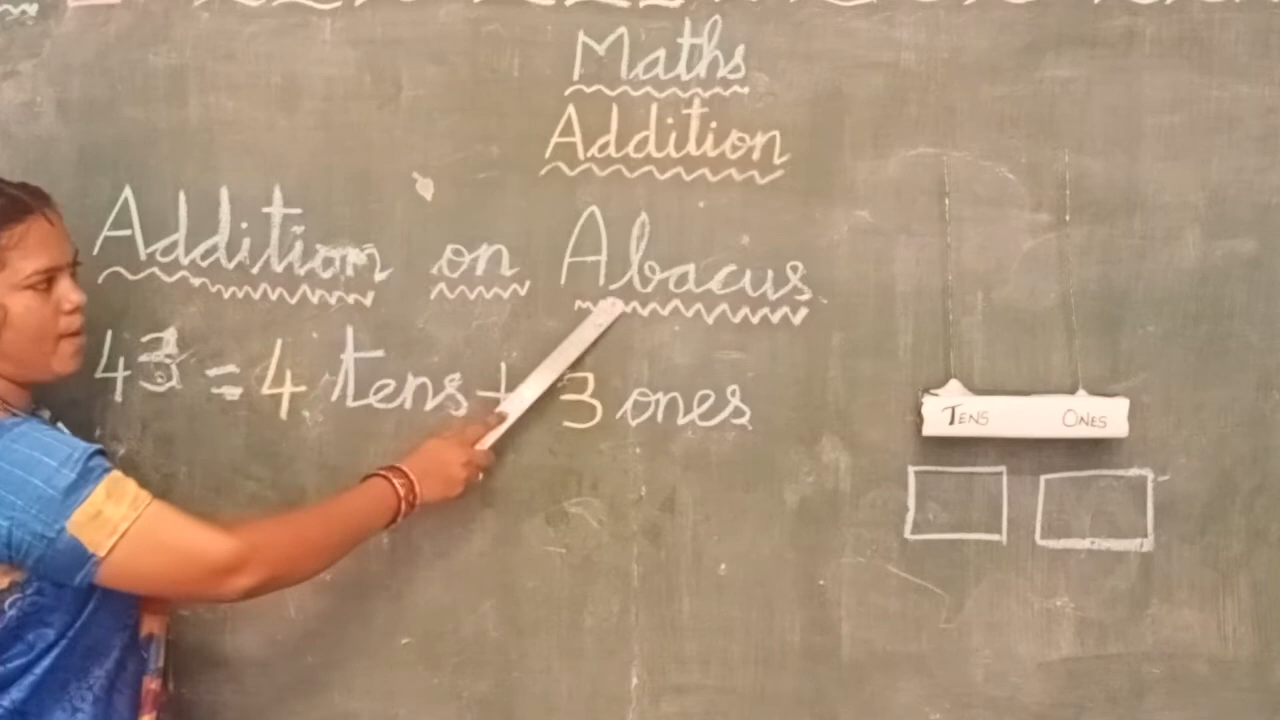 Maths
Addition
Addition on Abacus
43 = 4 tens + 3 ones
TENS ONES